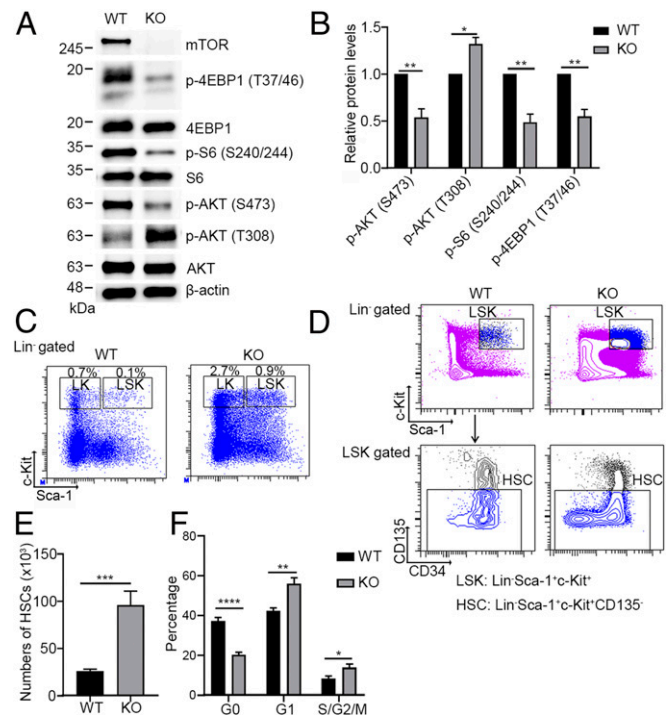 A
WT KO
245 mTOR
20
p-4EBP1 (T37/46)
20 4EBP1
35 p-S6 (S240/244)
35 S6
63 p-AKT (S473)
63 p-AKT (T308)
63 AKT
48 β-actin
kDa
B
WT
KO
Relative protein levels
1.5
1.0
0.5
0.0
** * ** **
p-AKT (S473)
p-AKT (T308)
p-S6 (S240/244)
p-4EBP1 (T37/46)
C
Lin⁻gated
WT KO
0.7% 0.1%
LK LSK
2.7% 0.9%
LK LSK
c-Kit
Sca-1
D
Lin⁻gated
WT KO
LSK LSK
c-Kit
Sca-1
LSK gated
HSC HSC
CD135
CD34
LSK: Lin⁻Sca-1⁺c-Kit⁺
HSC: Lin⁻Sca-1⁺c-Kit⁺CD135⁻
E
Numbers of HSCs (x10³)
150
100
50
0
***
WT KO
F
Percentage
80
60
40
20
0
**** ** *
G0 G1 S/G2/M
WT
KO